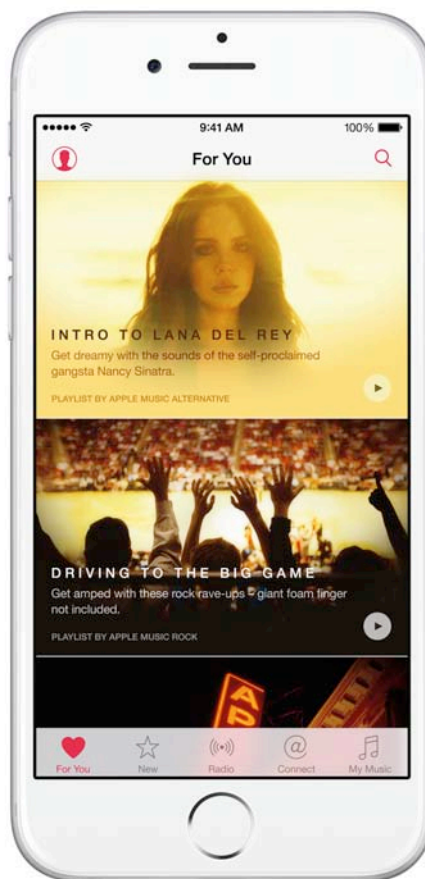 9:41 AM
100%
For You
INTRO TO LANA DEL REY
Get dreamy with the sounds of the self-proclaimed
gangsta Nancy Sinatra.
PLAYLIST BY APPLE MUSIC ALTERNATIVE
DRIVING TO THE BIG GAME
Get amped with these rock rave-ups – giant foam finger
not included.
PLAYLIST BY APPLE MUSIC ROCK
AP
For You New Radio Connect My Music